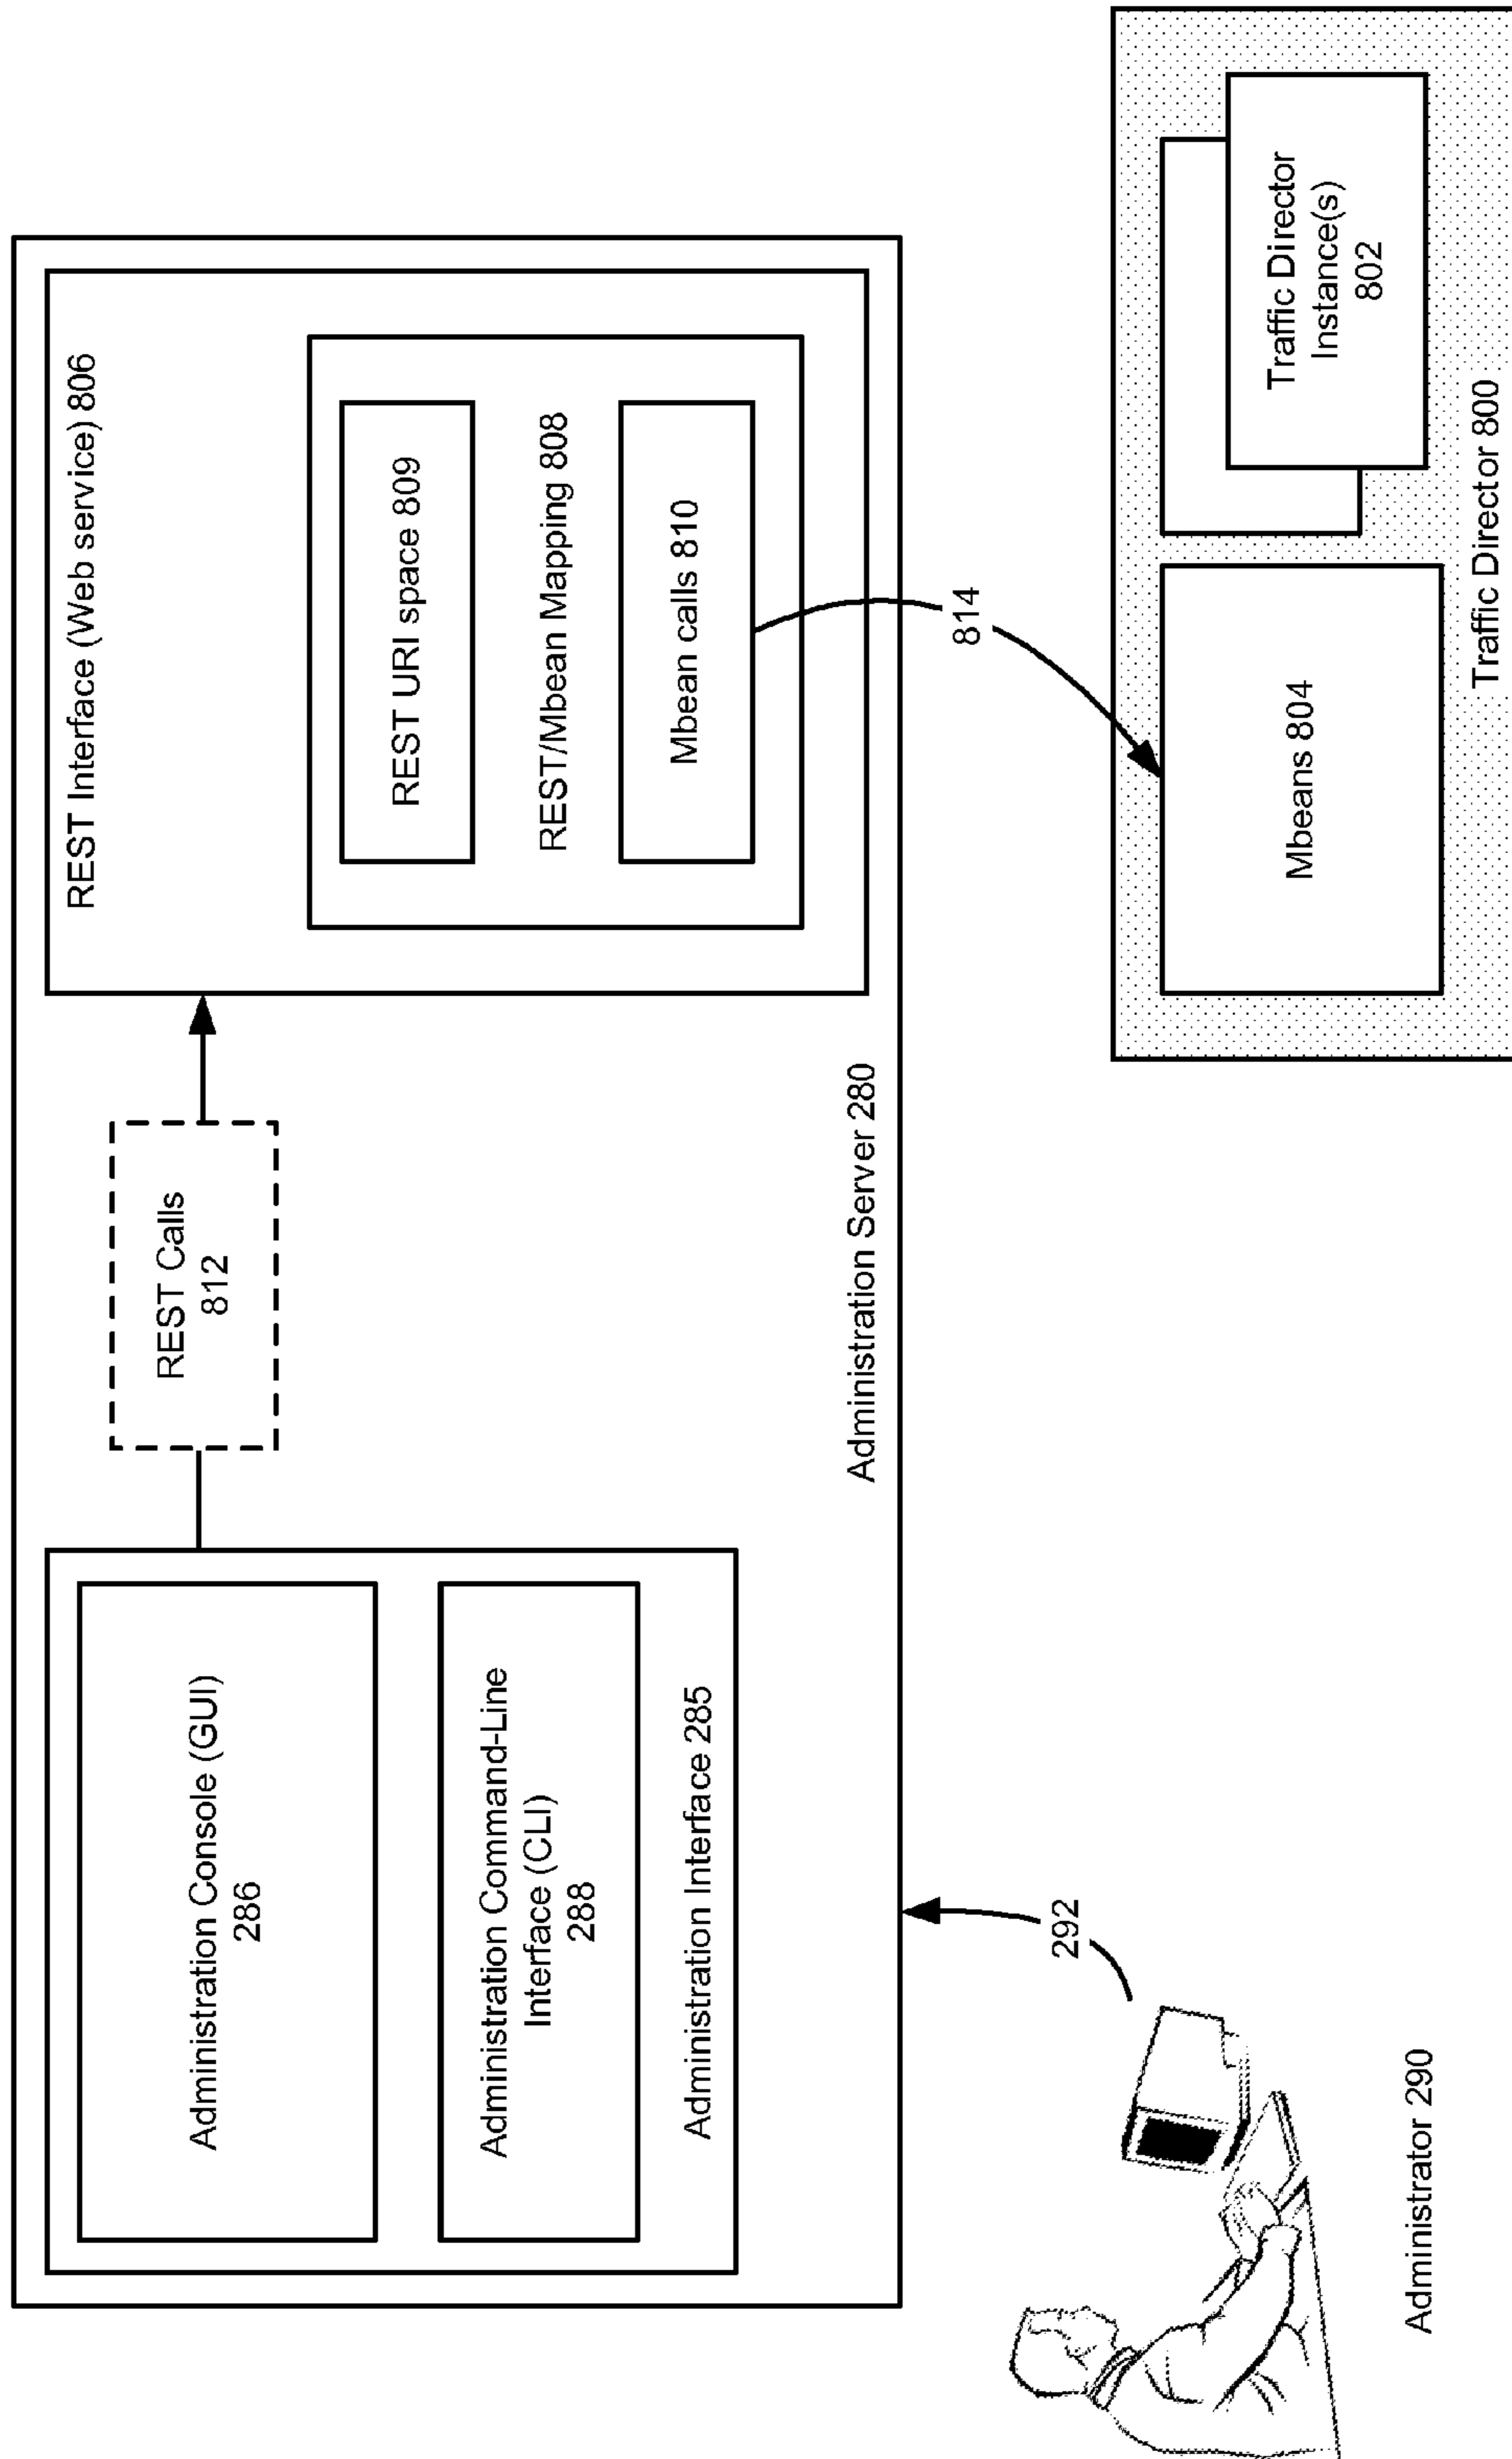 Administration Console (GUI)
286
Administration Command-Line
Interface (CLI)
288
Administration Interface 285
REST Calls
812
REST Interface (Web service) 806
REST URI space 809
REST/Mbean Mapping 808
Mbean calls 810
Administration Server 280
292
814
Administrator 290
Mbeans 804
Traffic Director
Instance(s)
802
Traffic Director 800